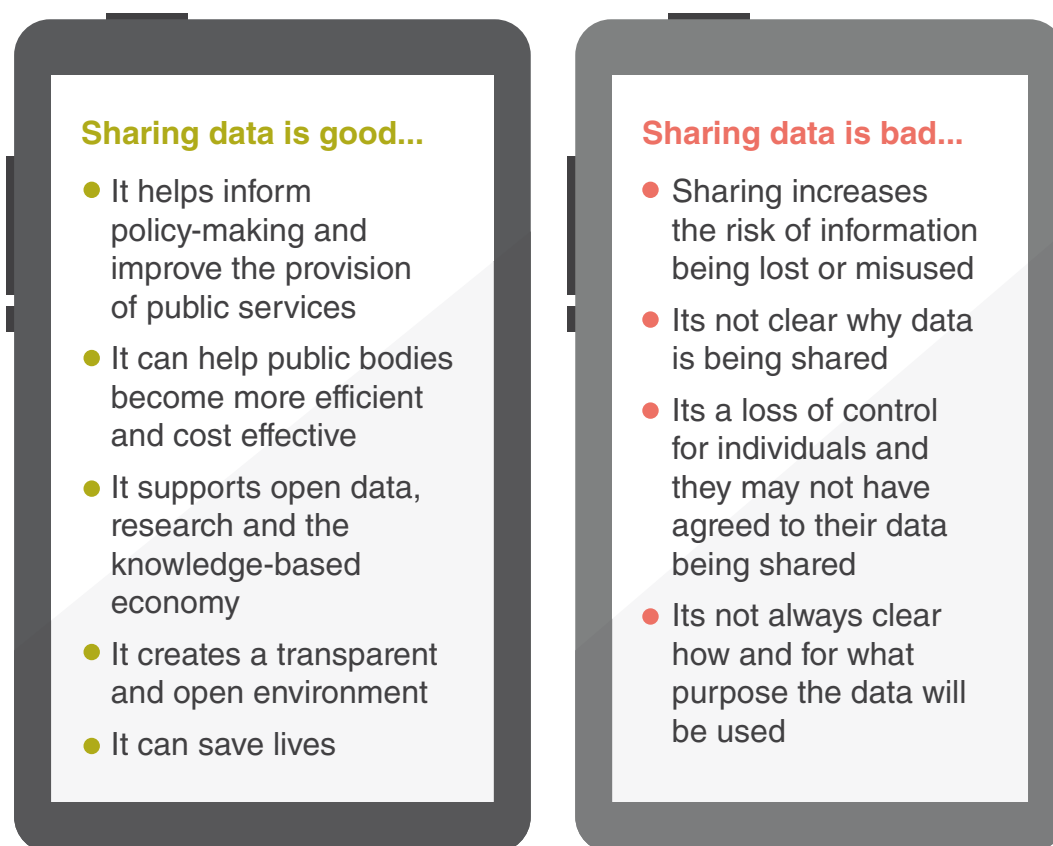 Sharing data is good...
It helps inform
policy-making and
improve the provision
of public services
It can help public bodies
become more efficient
and cost effective
It supports open data,
research and the
knowledge-based
economy
It creates a transparent
and open environment
It can save lives
Sharing data is bad...
Sharing increases
the risk of information
being lost or misused
Its not clear why data
is being shared
Its a loss of control
for individuals and
they may not have
agreed to their data
being shared
Its not always clear
how and for what
purpose the data will
be used